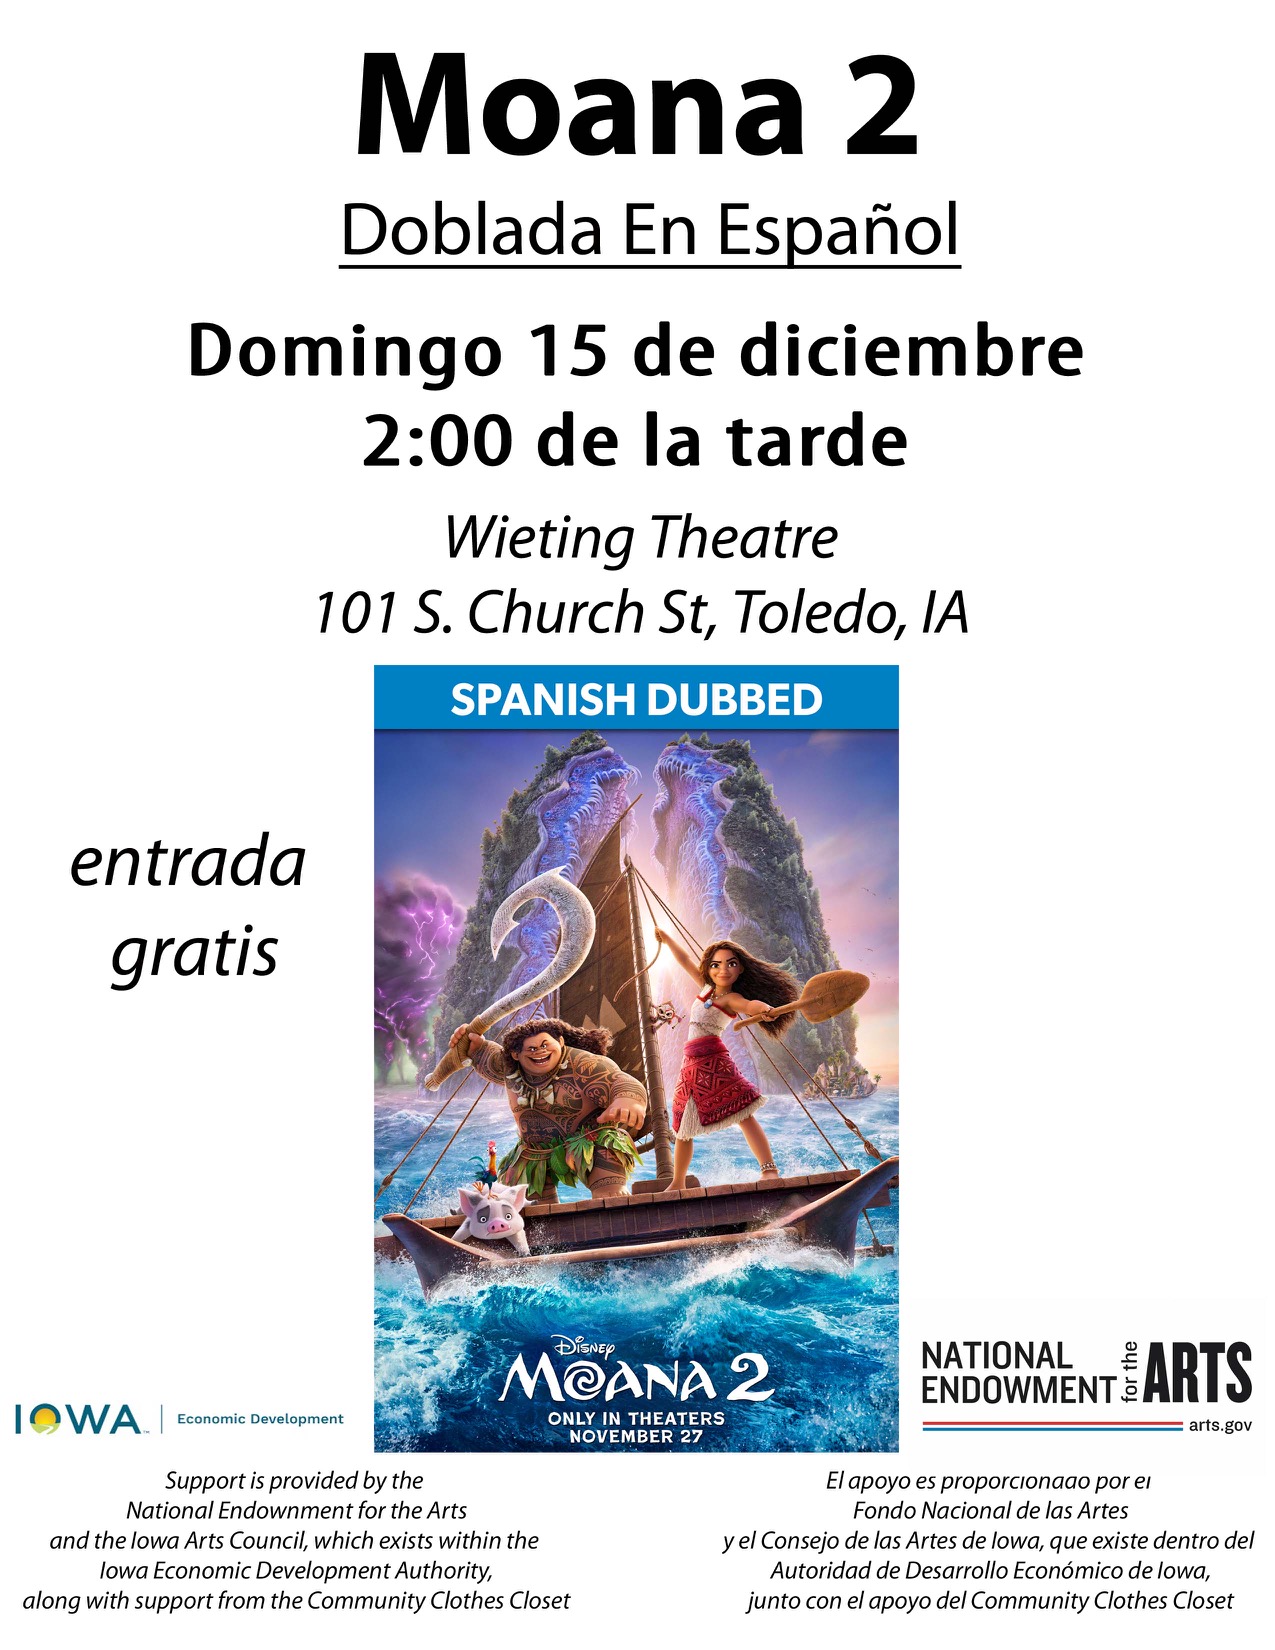 Moana 2
Doblada En Español
Domingo 15 de diciembre
2:00 de la tarde
Wieting Theatre
101 S. Church St, Toledo, IA
SPANISH DUBBED
entrada
gratis
Disney
MOANA 2
ONLY IN THEATERS
NOVEMBER 27
IOWA™ | Economic Development
NATIONAL
ENDOWMENT
for the
ARTS
arts.gov
Support is provided by the
National Endownment for the Arts
and the Iowa Arts Council, which exists within the
Iowa Economic Development Authority,
along with support from the Community Clothes Closet
El apoyo es proporcionado por el
Fondo Nacional de las Artes
y el Consejo de las Artes de Iowa, que existe dentro del
Autoridad de Desarrollo Económico de Iowa,
junto con el apoyo del Community Clothes Closet